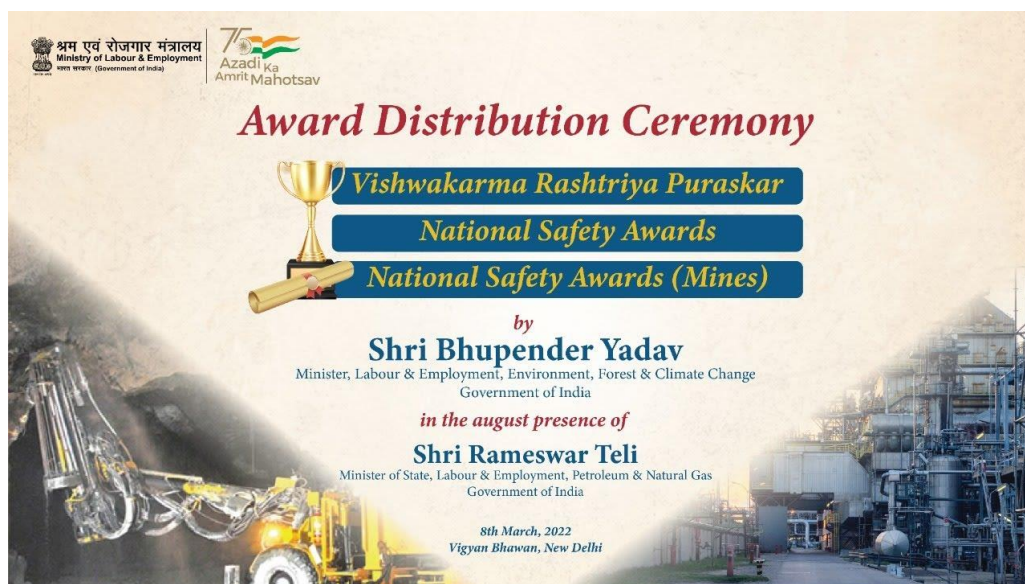 श्रम एवं रोजगार मंत्रालय
Ministry of Labour & Employment
भारत सरकार (Government of India)
75
Azadi Ka
Amrit Mahotsav
Award Distribution Ceremony
Vishwakarma Rashtriya Puraskar
National Safety Awards
National Safety Awards (Mines)
by
Shri Bhupender Yadav
Minister, Labour & Employment, Environment, Forest & Climate Change
Government of India
in the august presence of
Shri Rameswar Teli
Minister of State, Labour & Employment, Petroleum & Natural Gas
Government of India
8th March, 2022
Vigyan Bhawan, New Delhi